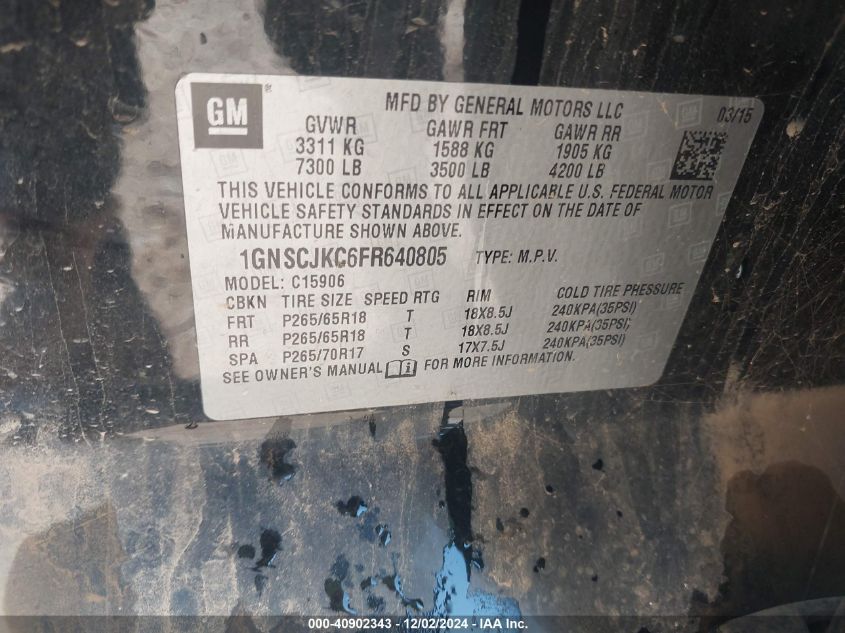 GM
MFD BY GENERAL MOTORS LLC 03/15
GVWR GAWR FRT GAWR RR
3311 KG 1588 KG 1905 KG
7300 LB 3500 LB 4200 LB
THIS VEHICLE CONFORMS TO ALL APPLICABLE U.S. FEDERAL MOTOR
VEHICLE SAFETY STANDARDS IN EFFECT ON THE DATE OF
MANUFACTURE SHOWN ABOVE.
1GNSCJKC6FR640805 TYPE: M.P.V.
MODEL: C15906
CBKN TIRE SIZE SPEED RTG RIM COLD TIRE PRESSURE
FRT P265/65R18 T 18X8.5J 240KPA(35PSI)
RR P265/65R18 T 18X8.5J 240KPA(35PSI)
SPA P265/70R17 S 17X7.5J 240KPA(35PSI)
SEE OWNER'S MANUAL i FOR MORE INFORMATION.
000-40902343 - 12/02/2024 - IAA Inc.